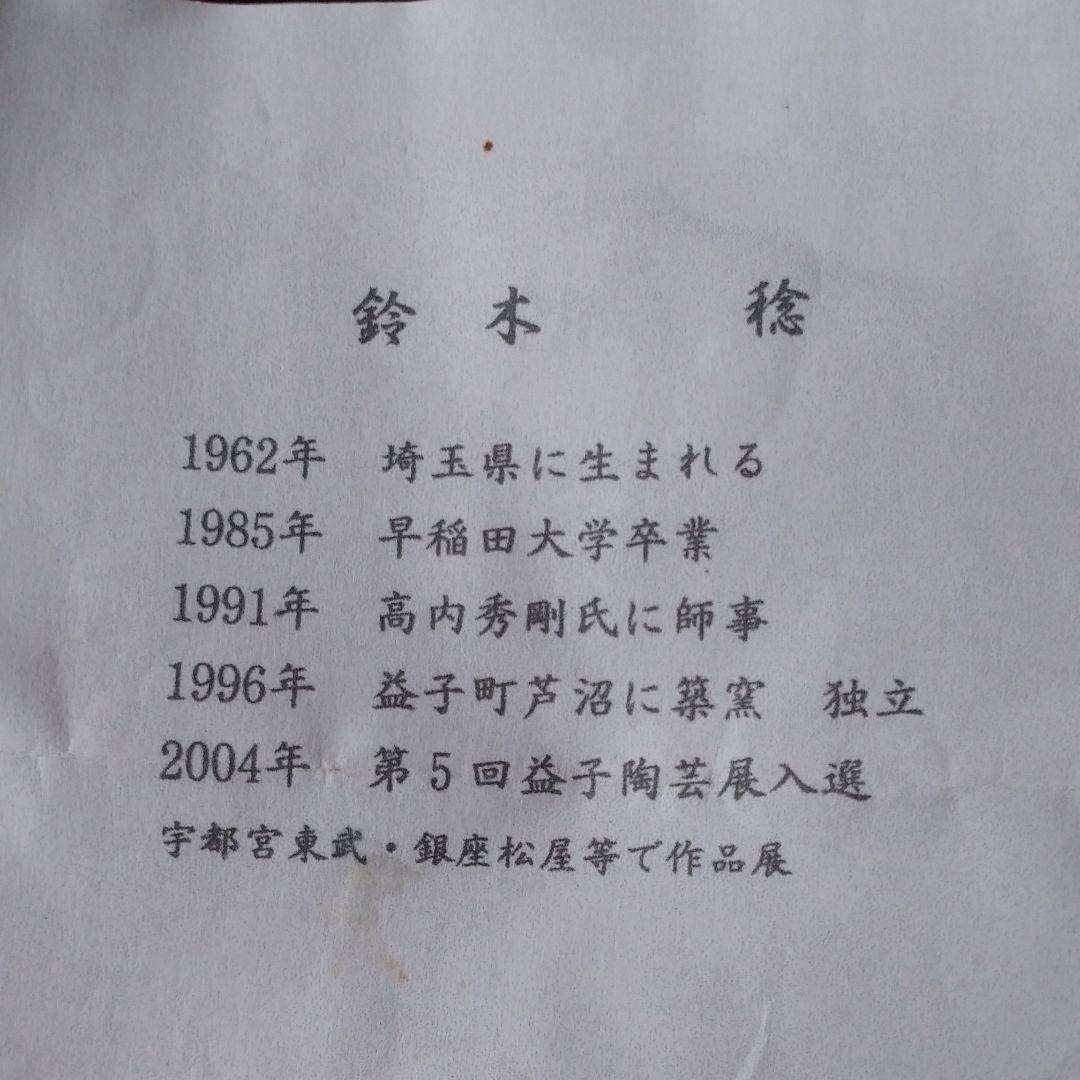 鈴木　稔
1962年　埼玉県に生まれる
1985年　早稲田大学卒業
1991年　高内秀剛氏に師事
1996年　益子町芦沼に築窯　独立
2004年　第5回益子陶芸展入選
宇都宮東武・銀座松屋等で作品展